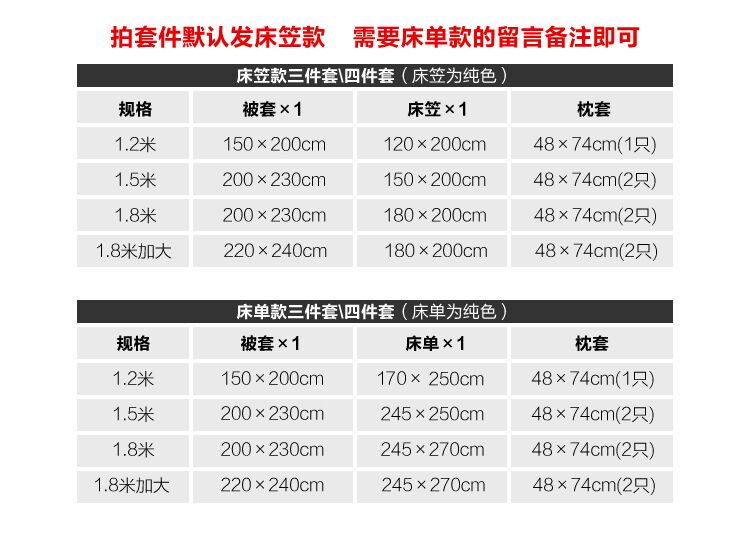 拍套件默认发床笠款 需要床单款的留言备注即可
床笠款三件套\四件套（床笠为纯色）
规格 被套×1 床笠×1 枕套
1.2米 150×200cm 120×200cm 48×74cm(1只)
1.5米 200×230cm 150×200cm 48×74cm(2只)
1.8米 200×230cm 180×200cm 48×74cm(2只)
1.8米加大 220×240cm 180×200cm 48×74cm(2只)
床单款三件套\四件套（床单为纯色）
规格 被套×1 床单×1 枕套
1.2米 150×200cm 170× 250cm 48×74cm(1只)
1.5米 200×230cm 245×250cm 48×74cm(2只)
1.8米 200×230cm 245×270cm 48×74cm(2只)
1.8米加大 220×240cm 245×270cm 48×74cm(2只)